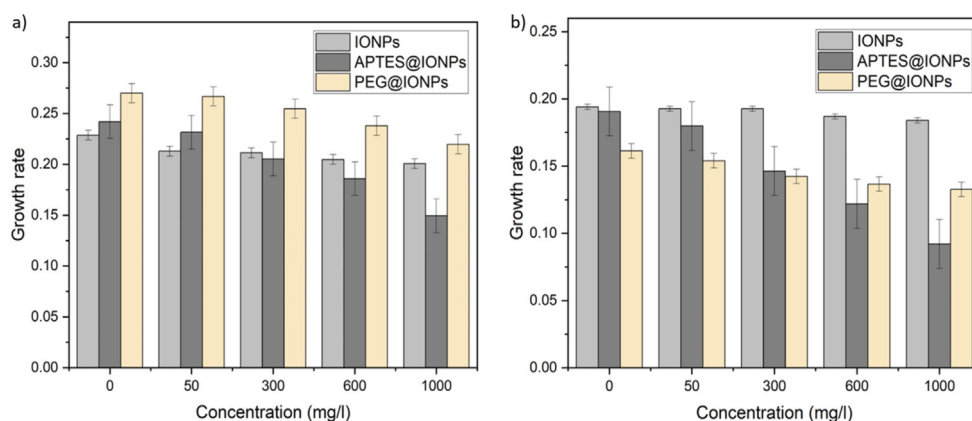 a)
Growth rate
0.30
0.25
0.20
0.15
0.10
0.05
0.00
IONPs
APTES@IONPs
PEG@IONPs
0 50 300 600 1000
Concentration (mg/l)
b)
Growth rate
0.25
0.20
0.15
0.10
0.05
0.00
IONPs
APTES@IONPs
PEG@IONPs
0 50 300 600 1000
Concentration (mg/l)